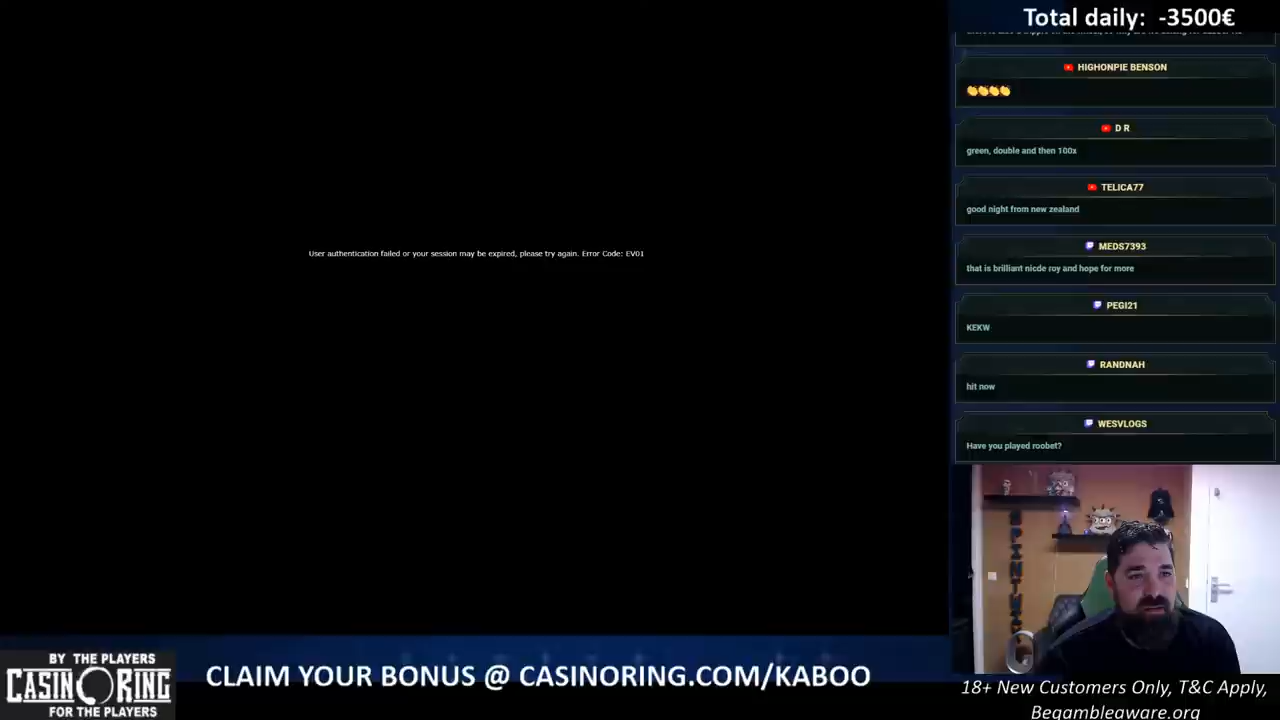 Total daily: -3500€
HIGHONPIE BENSON
👏👏👏👏
D R
green, double and then 100x
TELICA77
good night from new zealand
MEDS7393
that is brilliant nicde roy and hope for more
PEGI21
KEKW
RANDNAH
hit now
WESVLOGS
Have you played roobet?
User authentication failed or your session may be expired, please try again. Error Code: EV01
BY THE PLAYERS
CASINORING
FOR THE PLAYERS
CLAIM YOUR BONUS @ CASINORING.COM/KABOO
18+ New Customers Only, T&C Apply,
Begambleaware.org